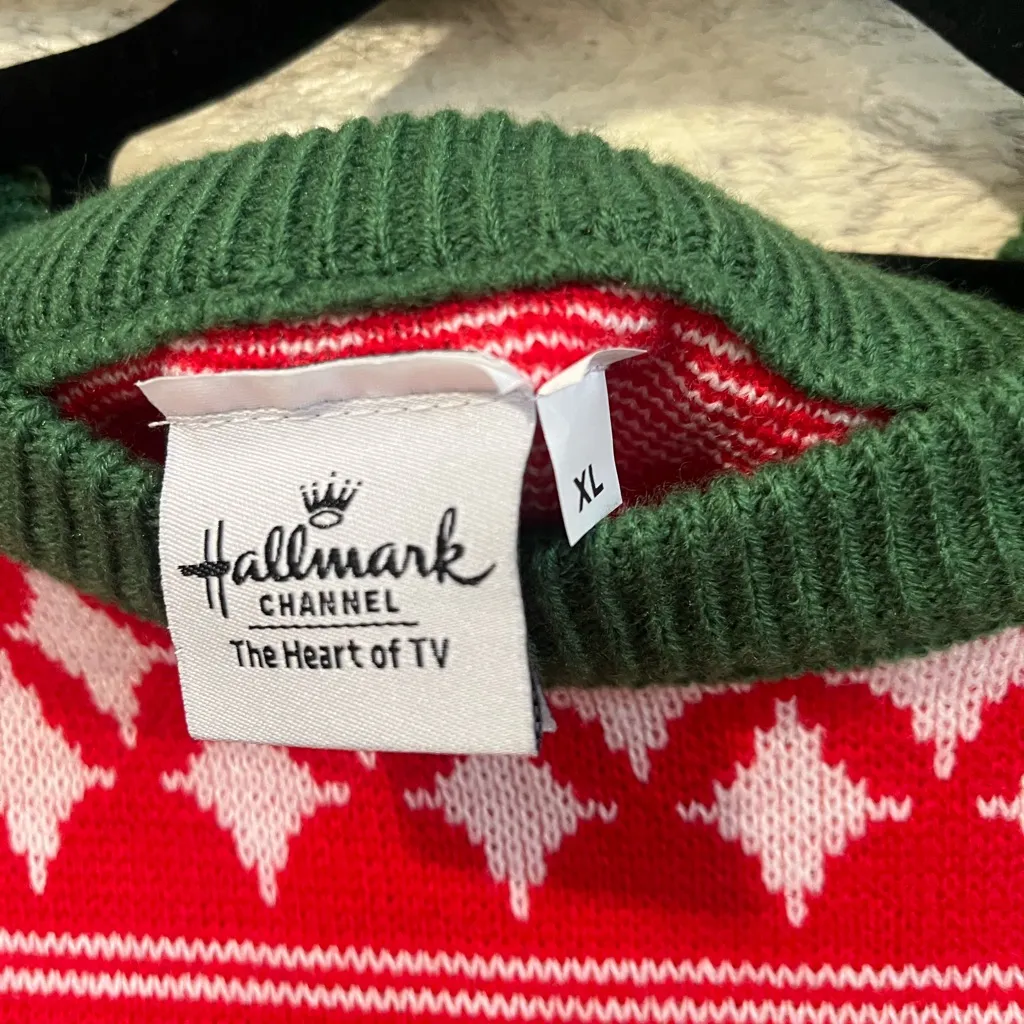 Hallmark
CHANNEL
The Heart of TV
XL